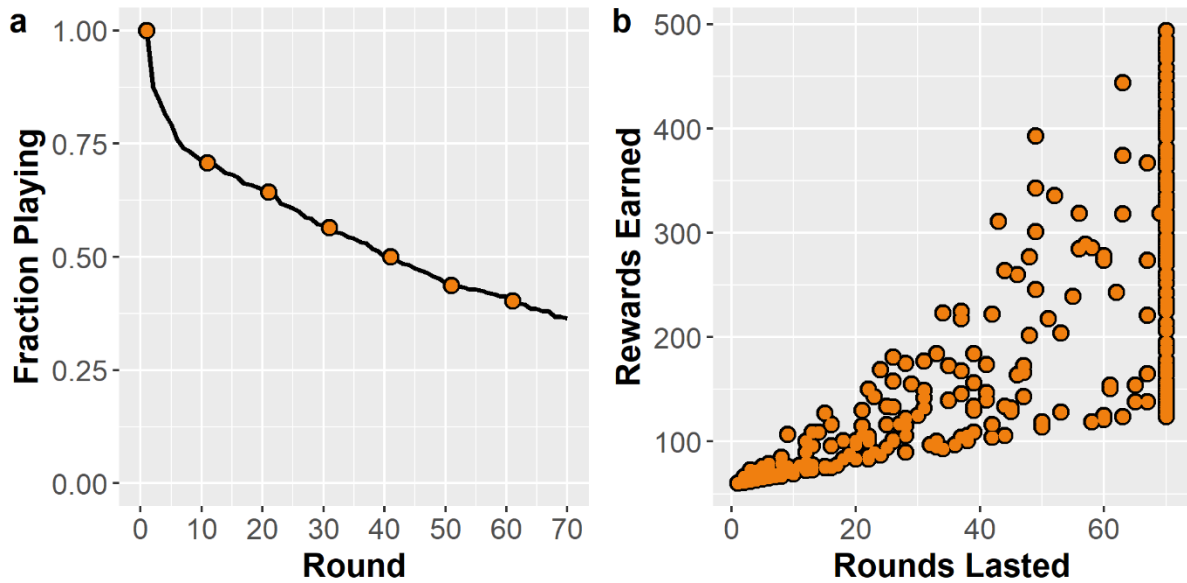 a
1.00
0.75
0.50
0.25
0.00
Fraction Playing
0 10 20 30 40 50 60 70
Round
b
500
400
300
200
100
Rewards Earned
0 20 40 60
Rounds Lasted